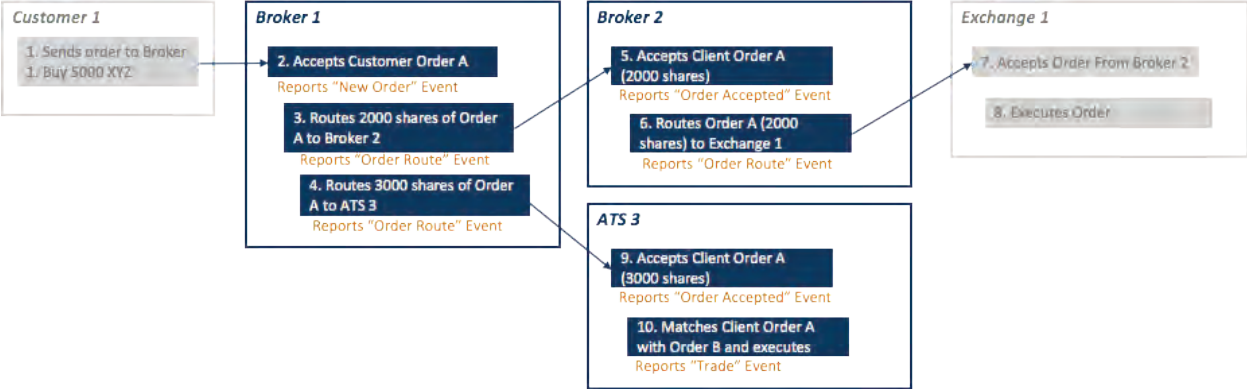 Customer 1
1. Sends order to Broker
1. Buy 5000 XYZ
Broker 1
2. Accepts Customer Order A
Reports "New Order" Event
3. Routes 2000 shares of Order
A to Broker 2
Reports "Order Route" Event
4. Routes 3000 shares of Order
A to ATS 3
Reports "Order Route" Event
Broker 2
5. Accepts Client Order A
(2000 shares)
Reports "Order Accepted" Event
6. Routes Order A (2000
shares) to Exchange 1
Reports "Order Route" Event
Exchange 1
7. Accepts Order From Broker 2
8. Executes Order
ATS 3
9. Accepts Client Order A
(3000 shares)
Reports "Order Accepted" Event
10. Matches Client Order A
with Order B and executes
Reports "Trade" Event